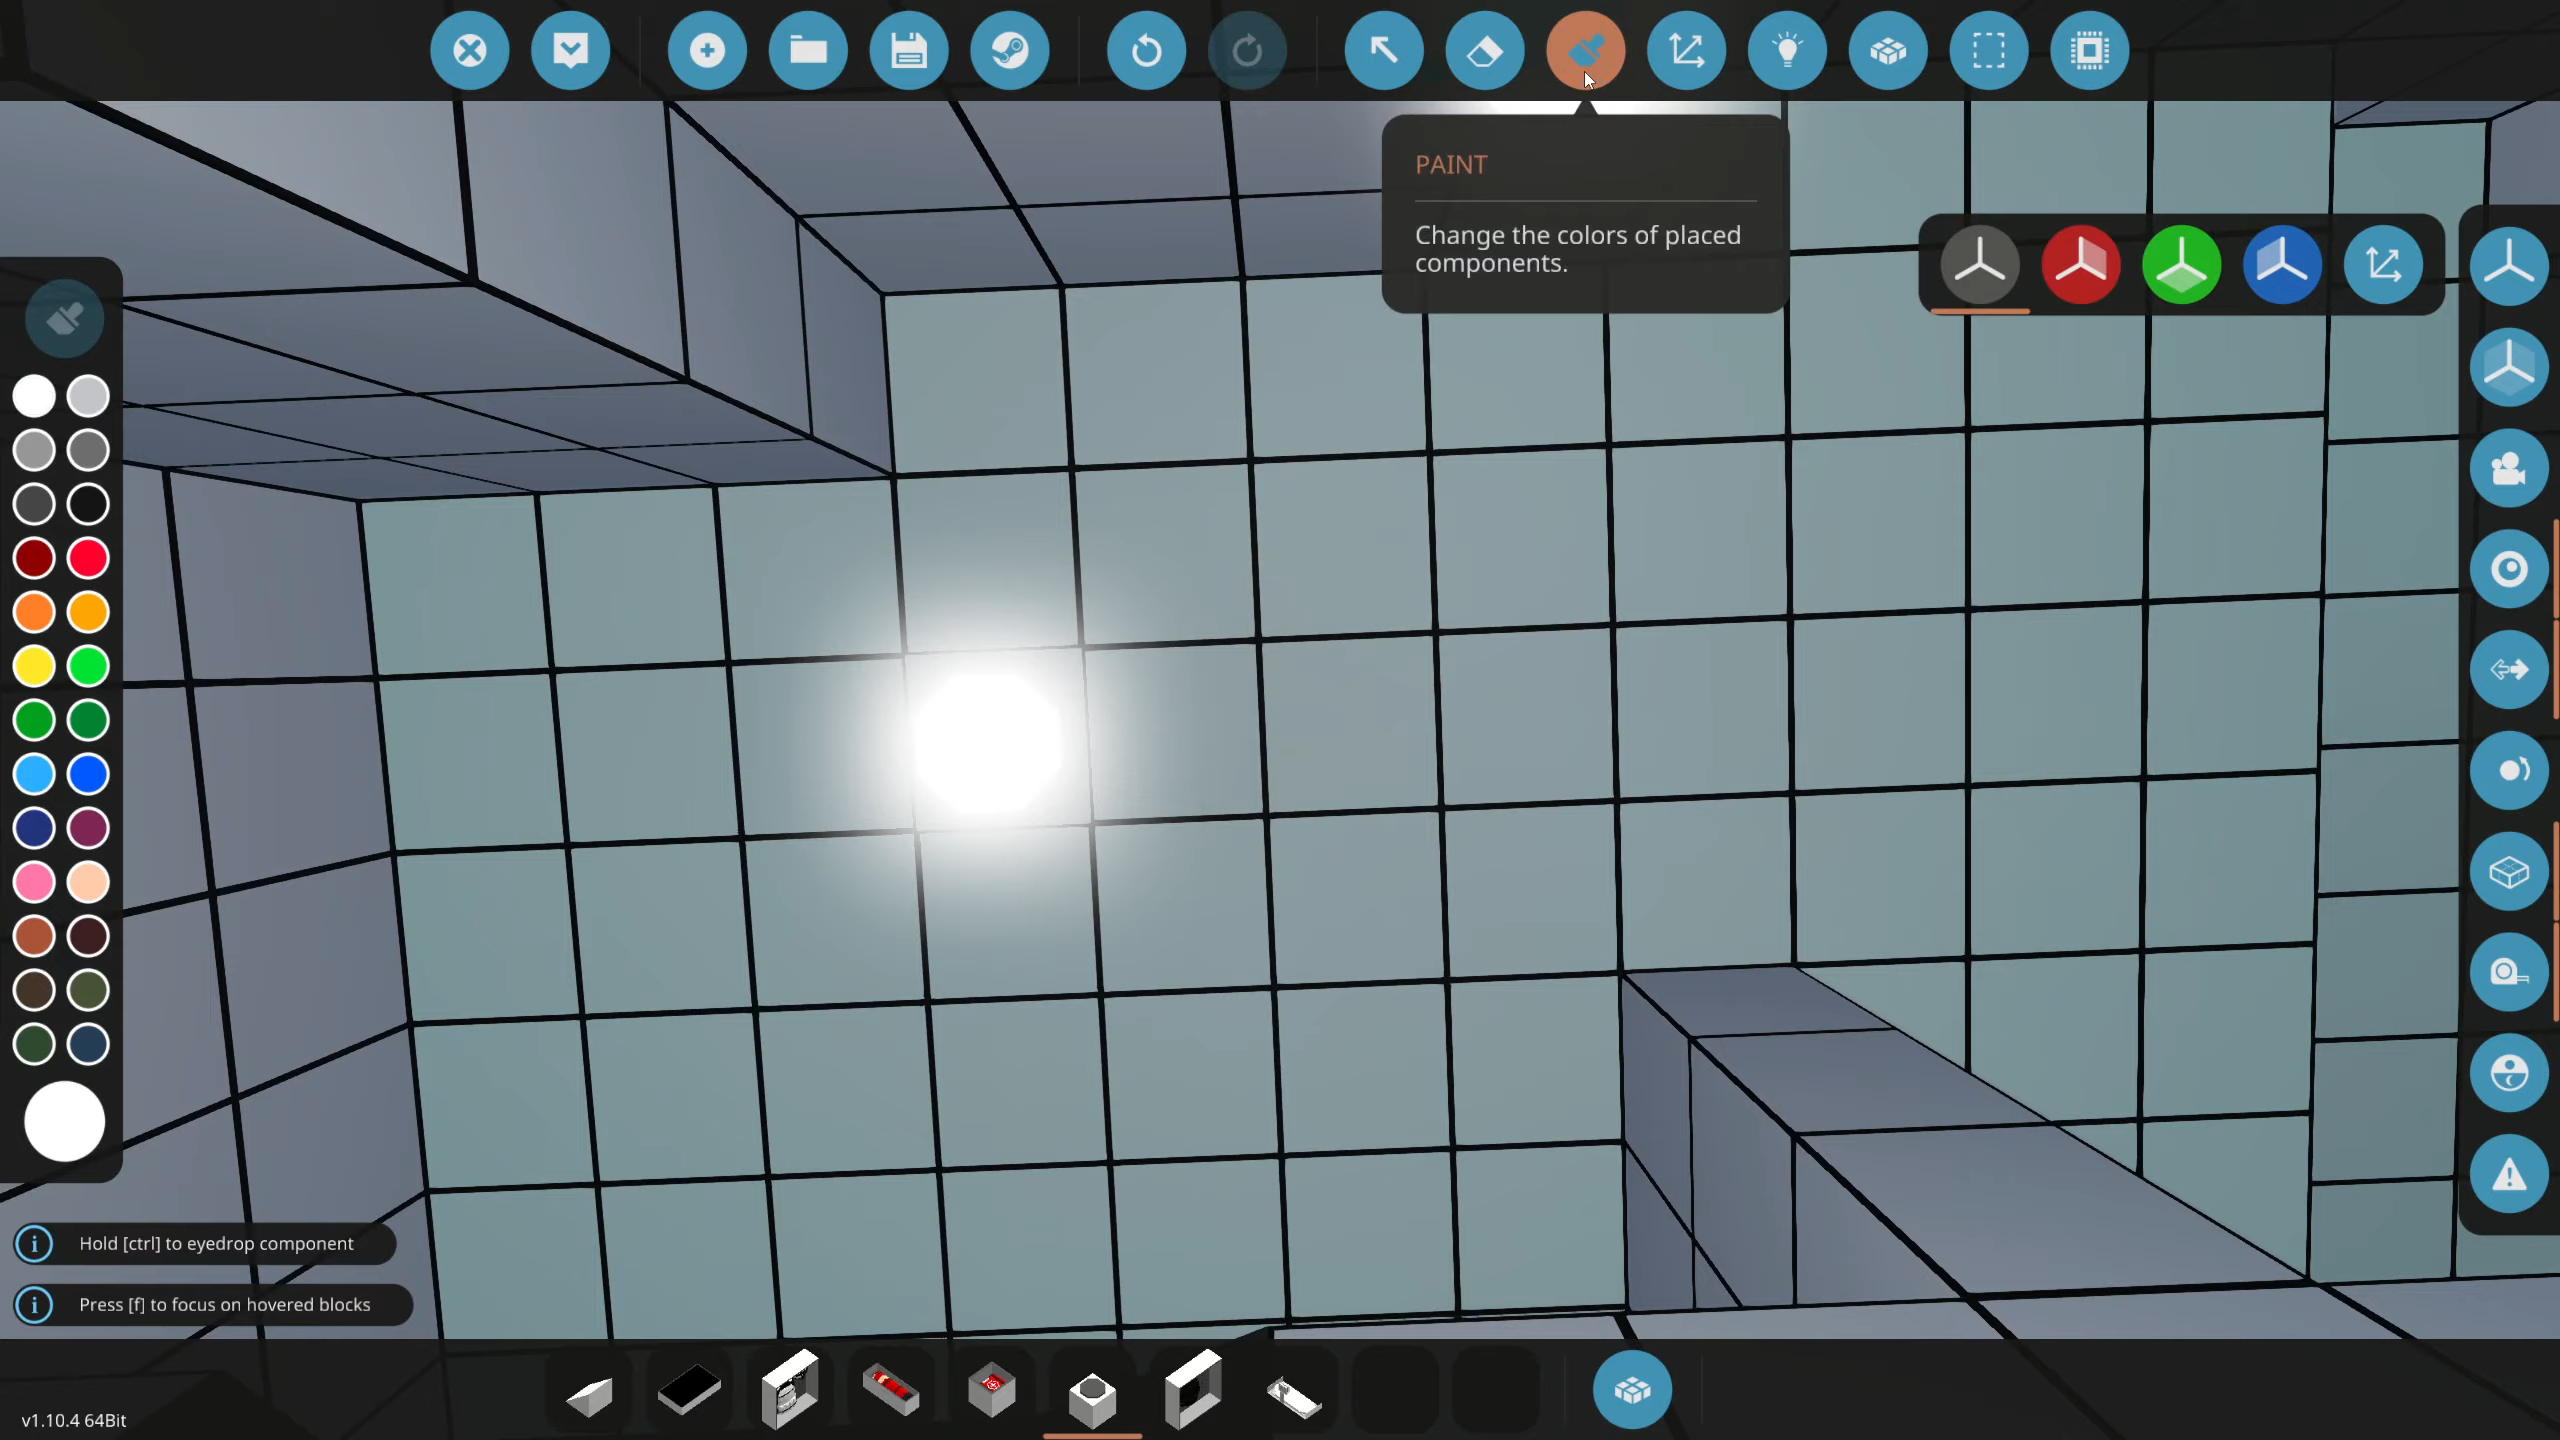 PAINT
Change the colors of placed
components.
Hold [ctrl] to eyedrop component
Press [f] to focus on hovered blocks
v1.10.4 64Bit